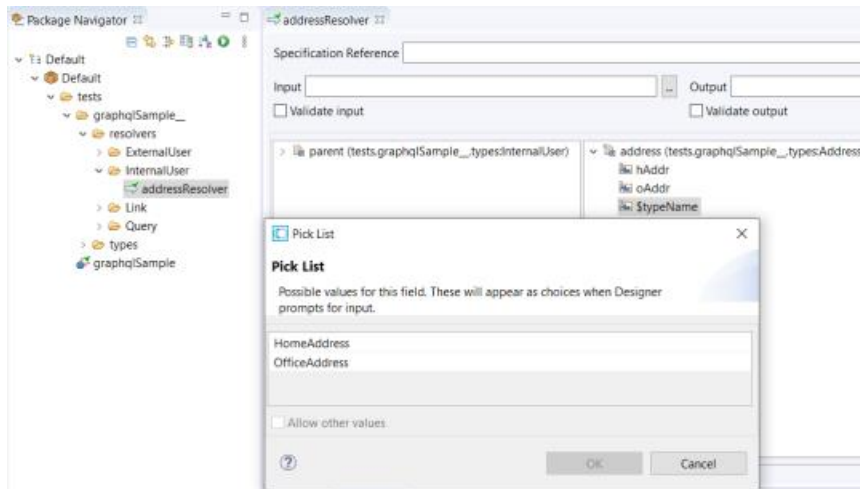 Package Navigator
Default
Default
tests
graphqlSample__
resolvers
ExternalUser
InternalUser
addressResolver
Link
Query
types
graphqlSample
addressResolver
Specification Reference
Input
...
Output
Validate input
Validate output
parent (tests.graphqlSample__.types:InternalUser)
address (tests.graphqlSample__.types:Address
hAddr
oAddr
$typeName
Pick List
Pick List
Possible values for this field. These will appear as choices when Designer
prompts for input.
HomeAddress
OfficeAddress
Allow other values
?
OK
Cancel